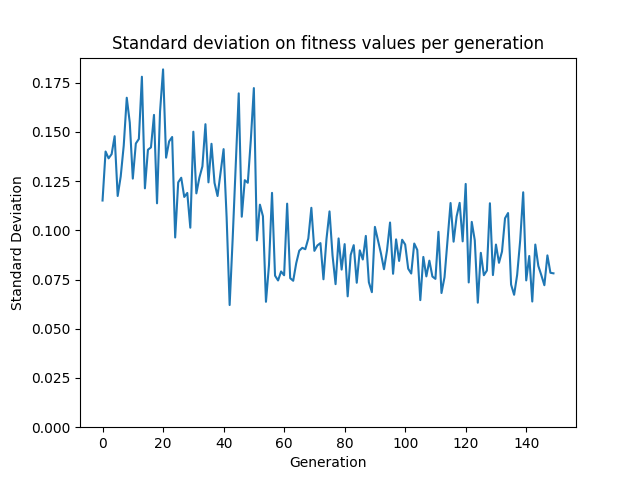 Standard deviation on fitness values per generation
0.175
0.150
0.125
0.100
0.075
0.050
0.025
0.000
Standard Deviation
0 20 40 60 80 100 120 140
Generation